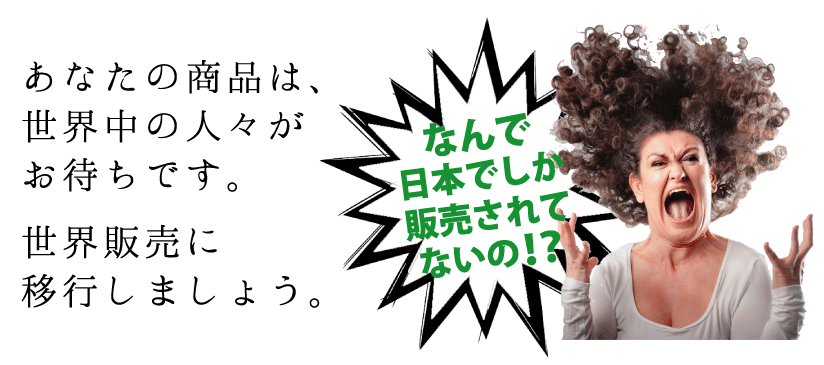 あなたの商品は、
世界中の人々が
お待ちです。
世界販売に
移行しましょう。
なんで
日本でしか
販売されて
ないの!?